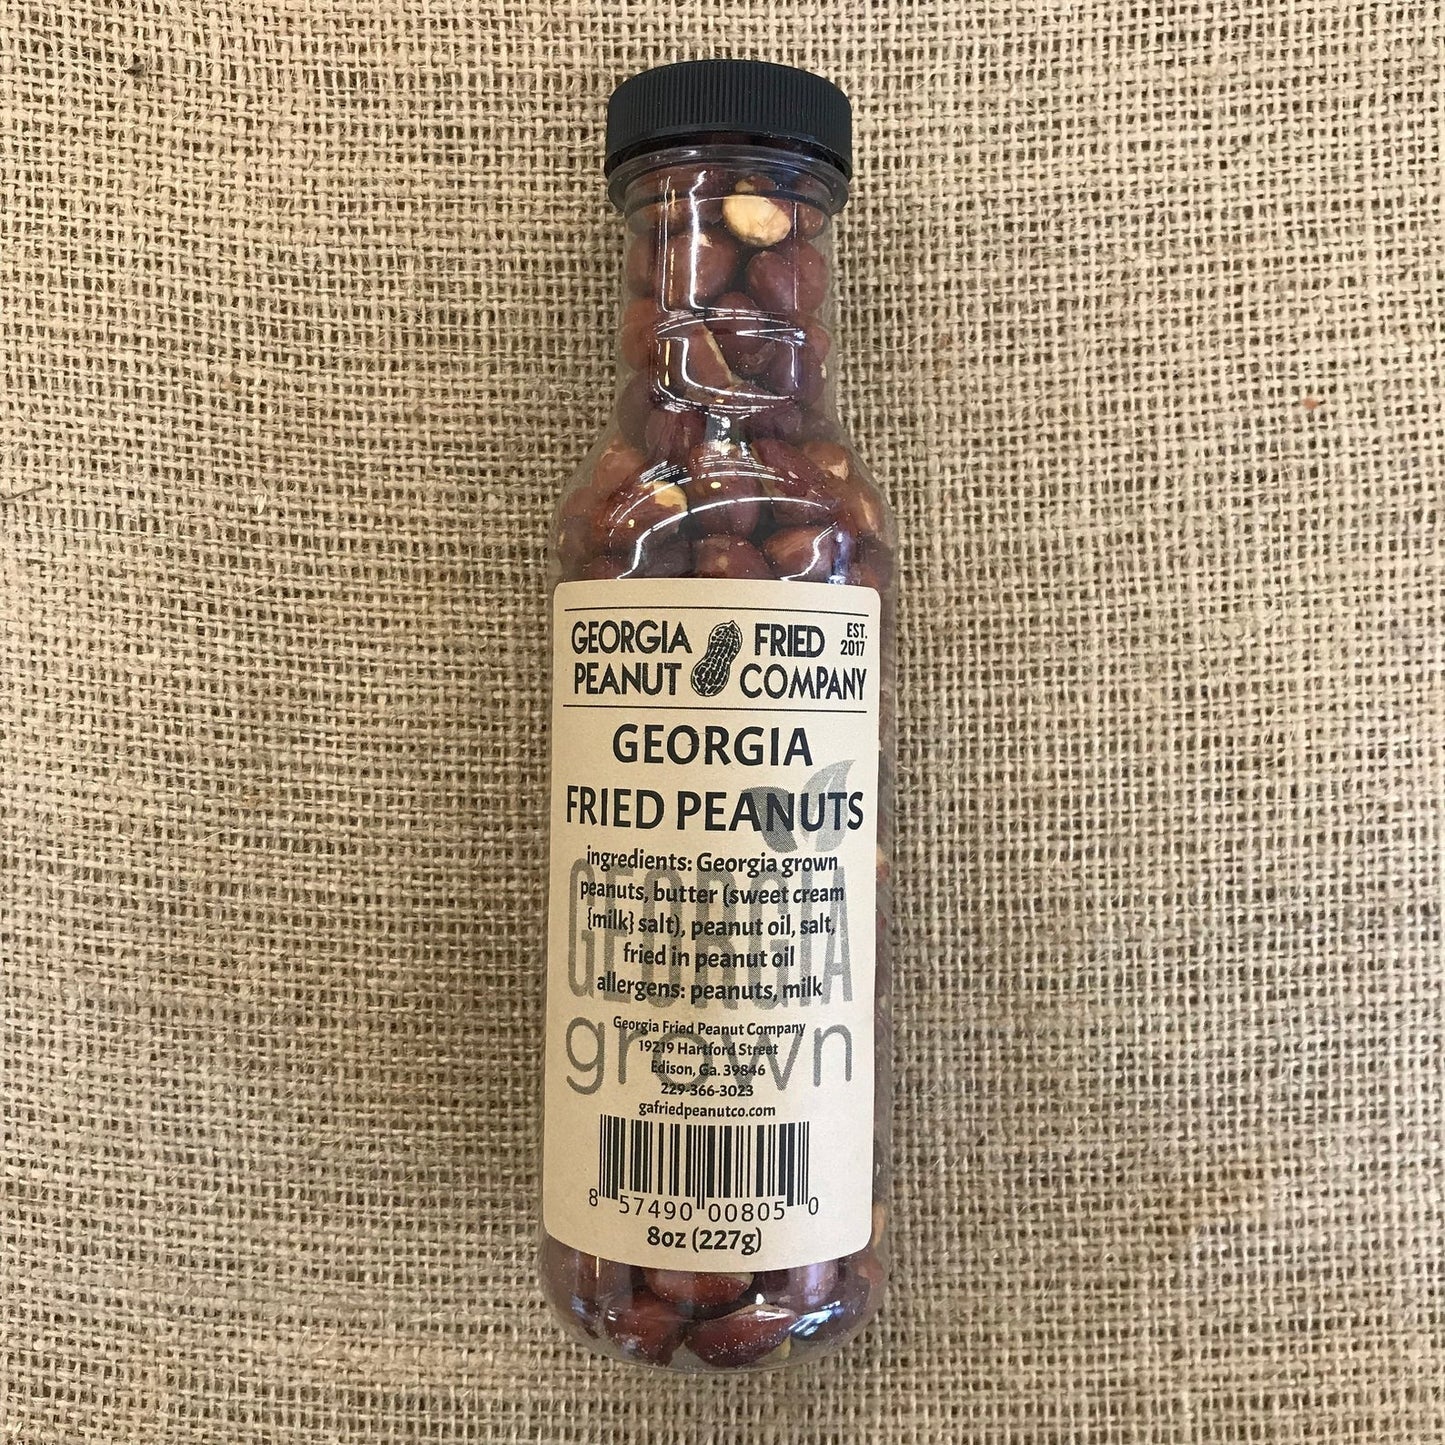 GEORGIA FRIED EST. 2017
PEANUT COMPANY
GEORGIA
FRIED PEANUTS
ingredients: Georgia grown
peanuts, butter (sweet cream
{milk} salt), peanut oil, salt,
fried in peanut oil
allergens: peanuts, milk
GEORGIA
grown
Georgia Fried Peanut Company
19219 Hartford Street
Edison, Ga. 39846
229-366-3023
gafriedpeanutco.com
8 57490 00805 0
8oz (227g)